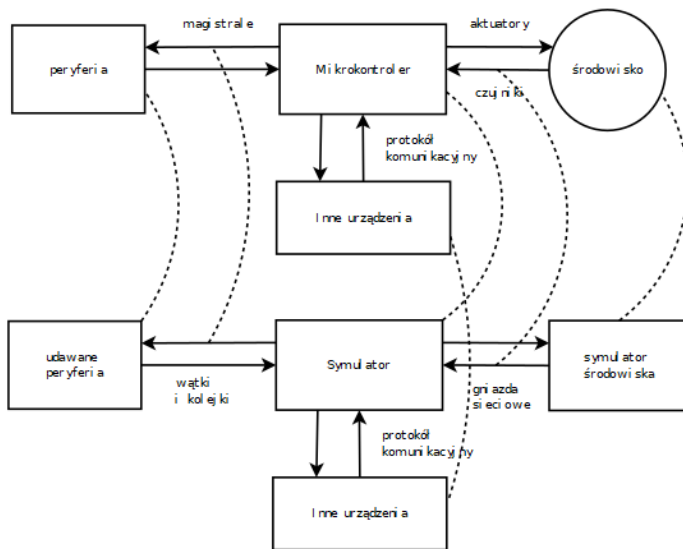 magistrale
aktuatory
peryferia
Mikrokontroler
środowisko
czujniki
protokół
komunikacyjny
Inne urządzenia
udawane
peryferia
Symulator
symulator
środowiska
wątki
i kolejki
gniazda
sieciowe
protokół
komunikacyjny
Inne urządzenia